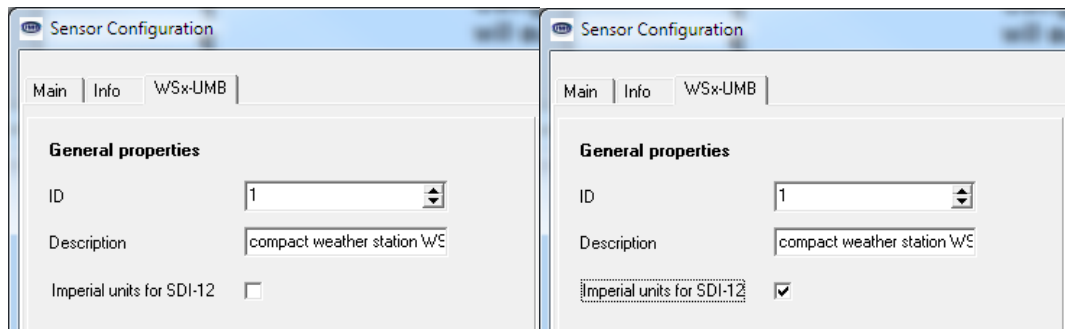 Sensor Configuration
Main Info WSx-UMB
General properties
ID 1
Description compact weather station WS
Imperial units for SDI-12
Sensor Configuration
Main Info WSx-UMB
General properties
ID 1
Description compact weather station WS
Imperial units for SDI-12